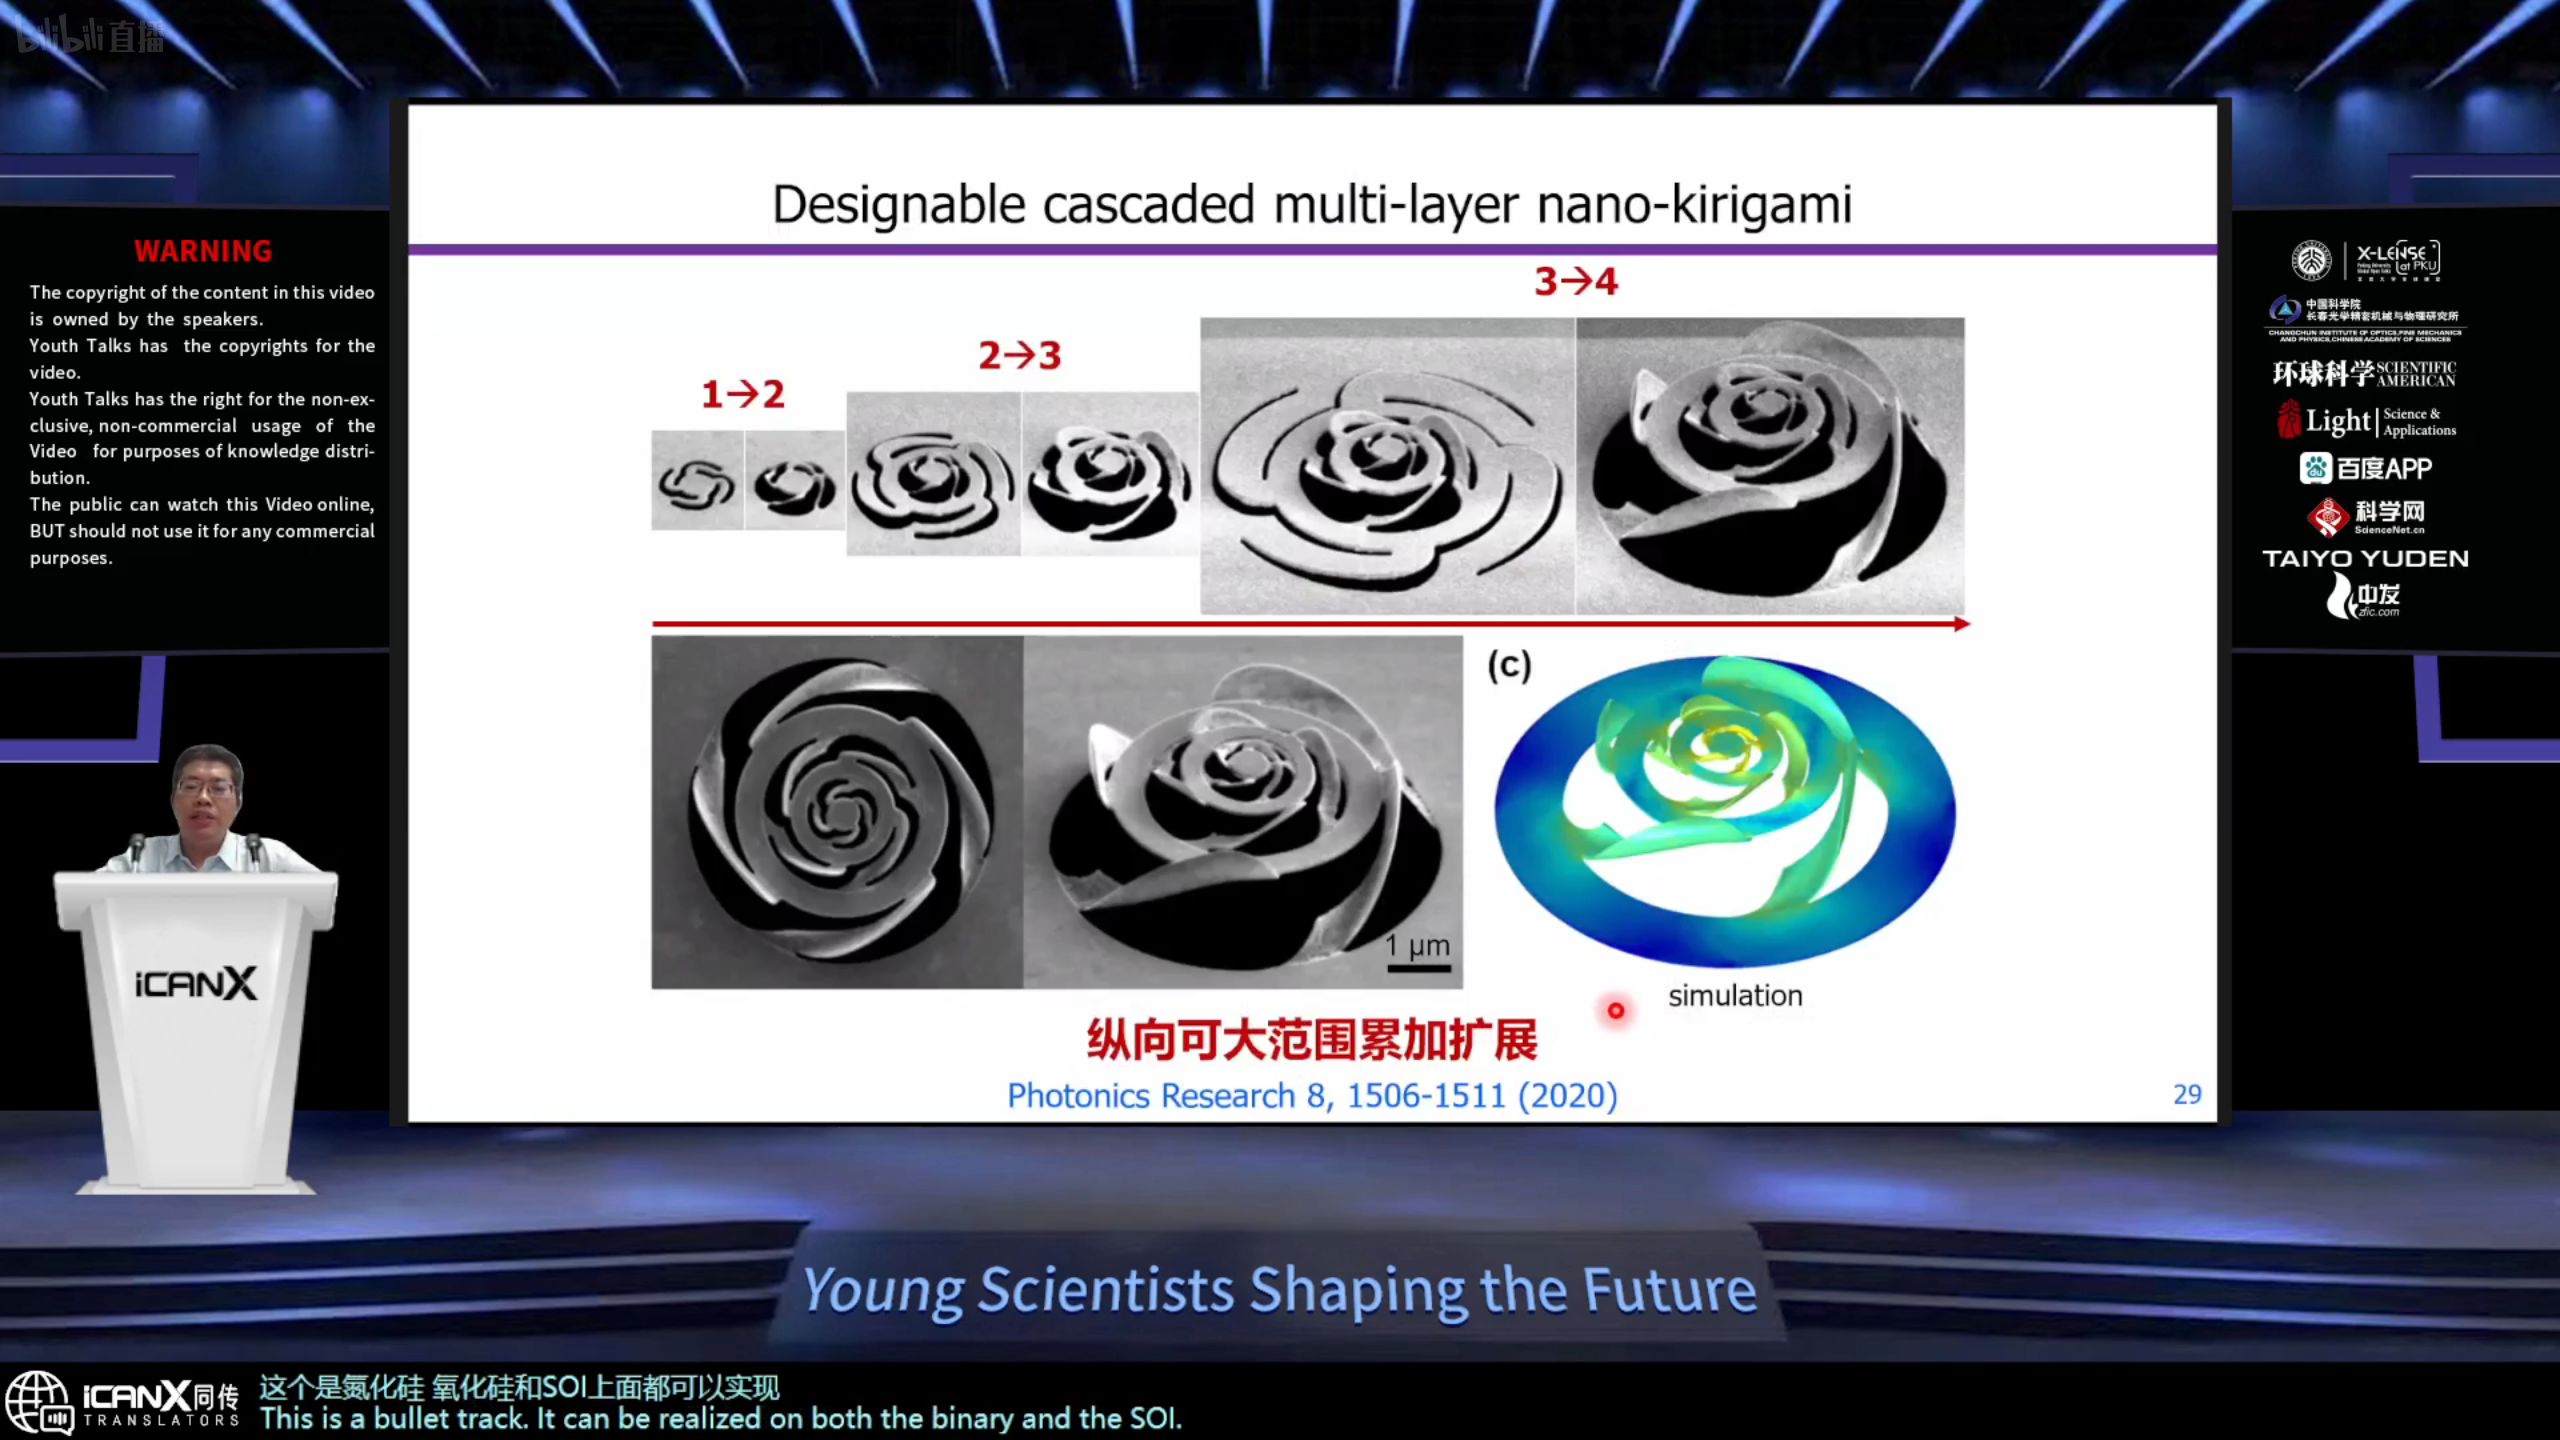 bilibili直播
WARNING
The copyright of the content in this video
is owned by the speakers.
Youth Talks has the copyrights for the
video.
Youth Talks has the right for the non-ex-
clusive, non-commercial usage of the
Video for purposes of knowledge distri-
bution.
The public can watch this Video online,
BUT should not use it for any commercial
purposes.
Designable cascaded multi-layer nano-kirigami
1→2
2→3
3→4
(c)
1 μm
simulation
纵向可大范围累加扩展
Photonics Research 8, 1506-1511 (2020)
29
X-LENSE
at PKU
中国科学院
长春光学精密机械与物理研究所
CHANGCHUN INSTITUTE OF OPTICS, FINE MECHANICS
AND PHYSICS, CHINESE ACADEMY OF SCIENCES
环球科学 SCIENTIFIC AMERICAN
Light Science & Applications
du 百度APP
科学网
ScienceNet.cn
TAIYO YUDEN
中发
zfic.com
iCANX
Young Scientists Shaping the Future
iCANX同传
TRANSLATORS
这个是氮化硅 氧化硅和SOI上面都可以实现
This is a bullet track. It can be realized on both the binary and the SOI.